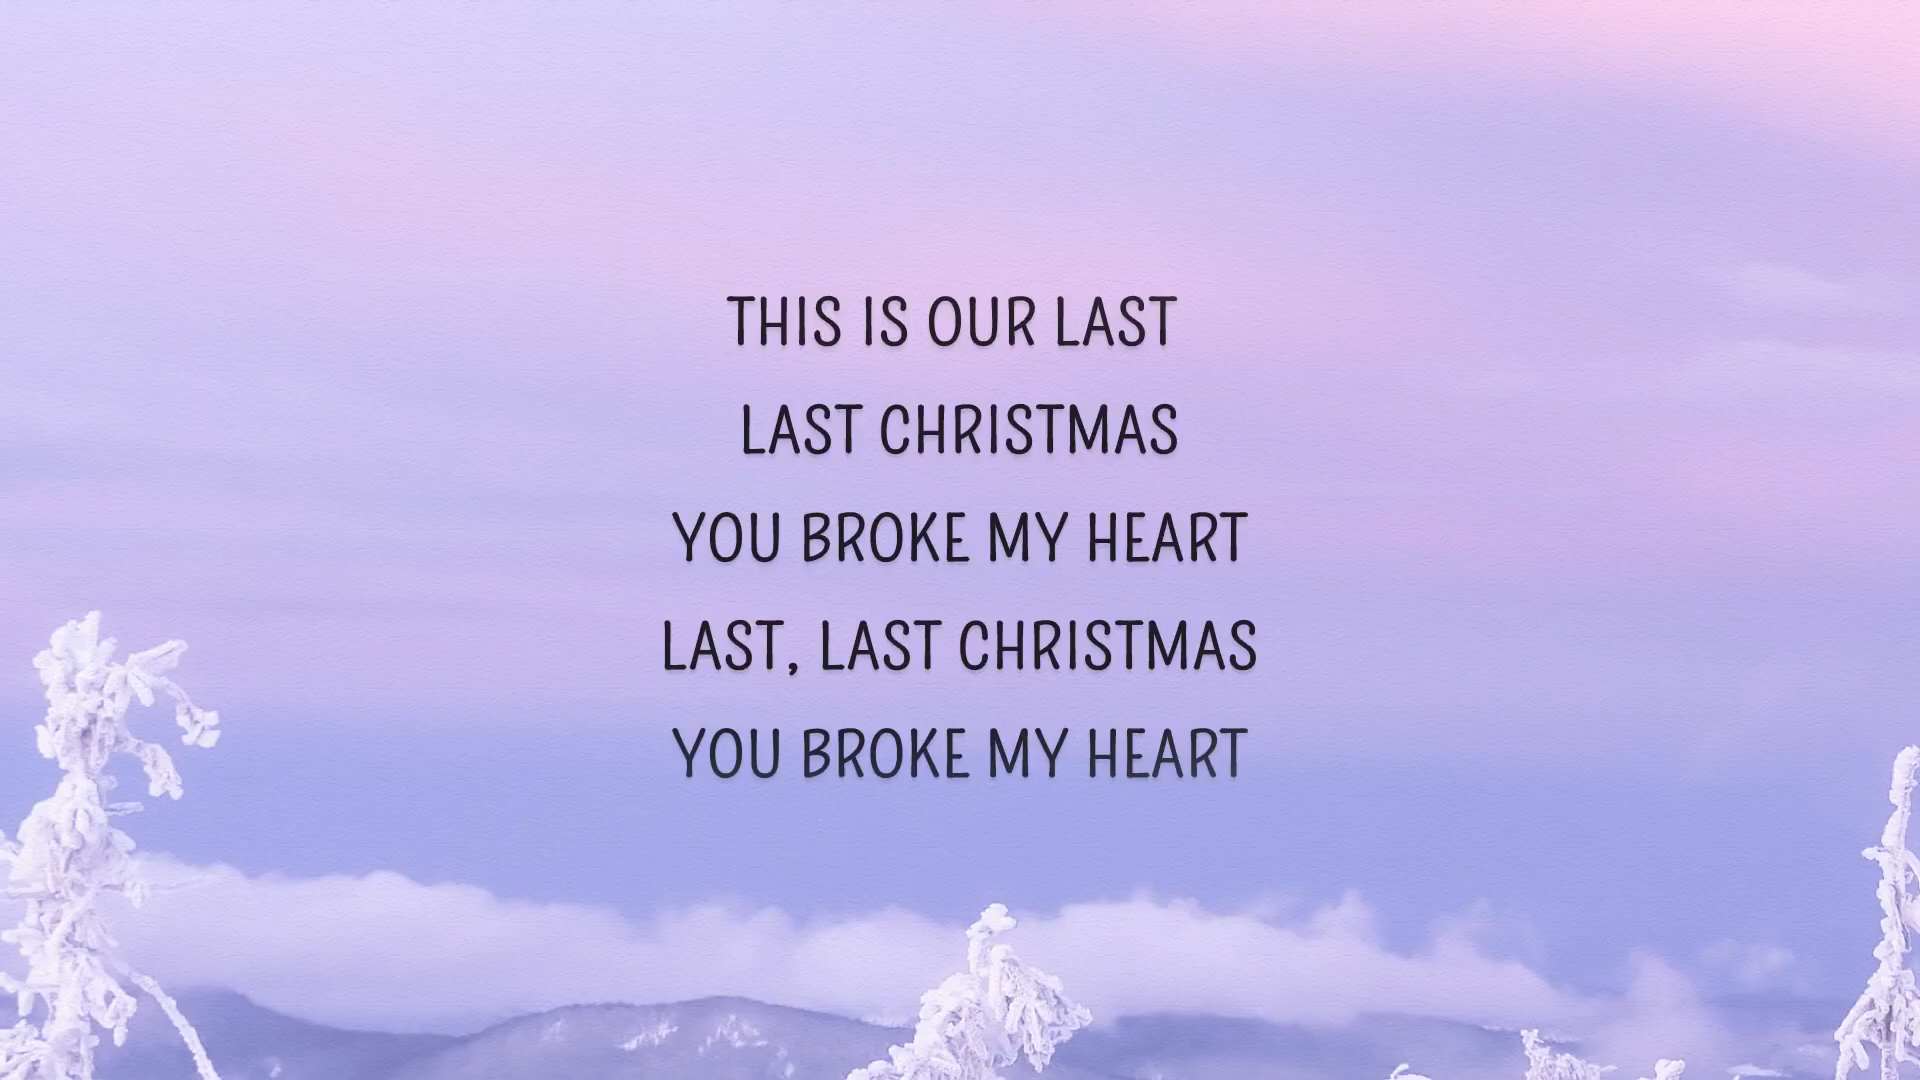 THIS IS OUR LAST
LAST CHRISTMAS
YOU BROKE MY HEART
LAST, LAST CHRISTMAS
YOU BROKE MY HEART